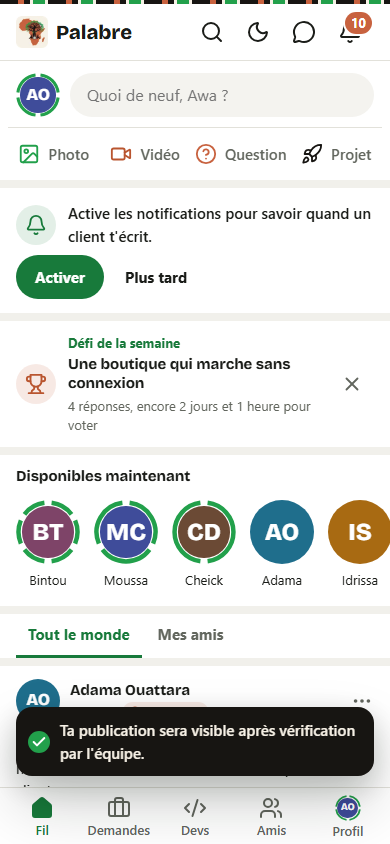 Palabre
10
AO
Quoi de neuf, Awa ?
Photo
Vidéo
Question
Projet
Active les notifications pour savoir quand un
client t'écrit.
Activer
Plus tard
Défi de la semaine
Une boutique qui marche sans
connexion
4 réponses, encore 2 jours et 1 heure pour
voter
Disponibles maintenant
BT
MC
CD
AO
IS
Bintou
Moussa
Cheick
Adama
Idrissa
Tout le monde
Mes amis
AO
Adama Ouattara
Ta publication sera visible après vérification
par l'équipe.
Fil
Demandes
Devs
Amis
AO
Profil